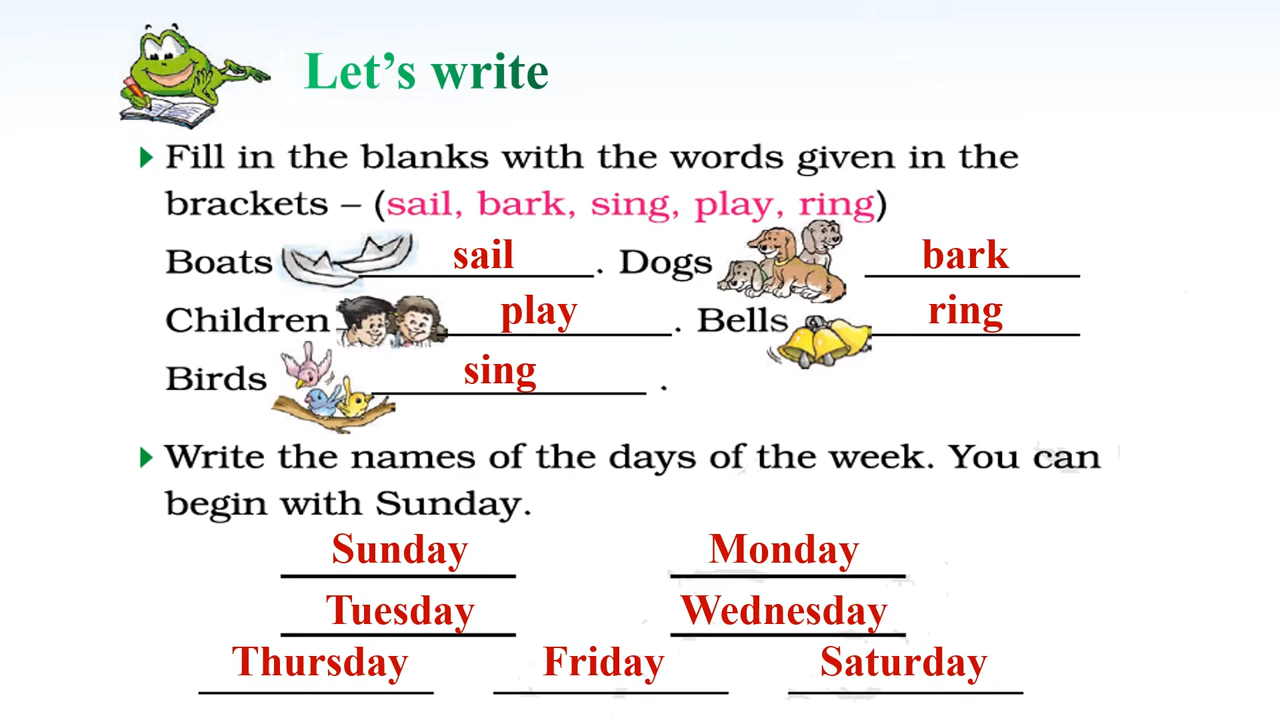 Let's write
Fill in the blanks with the words given in the
brackets – (sail, bark, sing, play, ring)
Boats sail. Dogs bark
Children play. Bells ring
Birds sing.
Write the names of the days of the week. You can
begin with Sunday.
Sunday Monday
Tuesday Wednesday
Thursday Friday Saturday